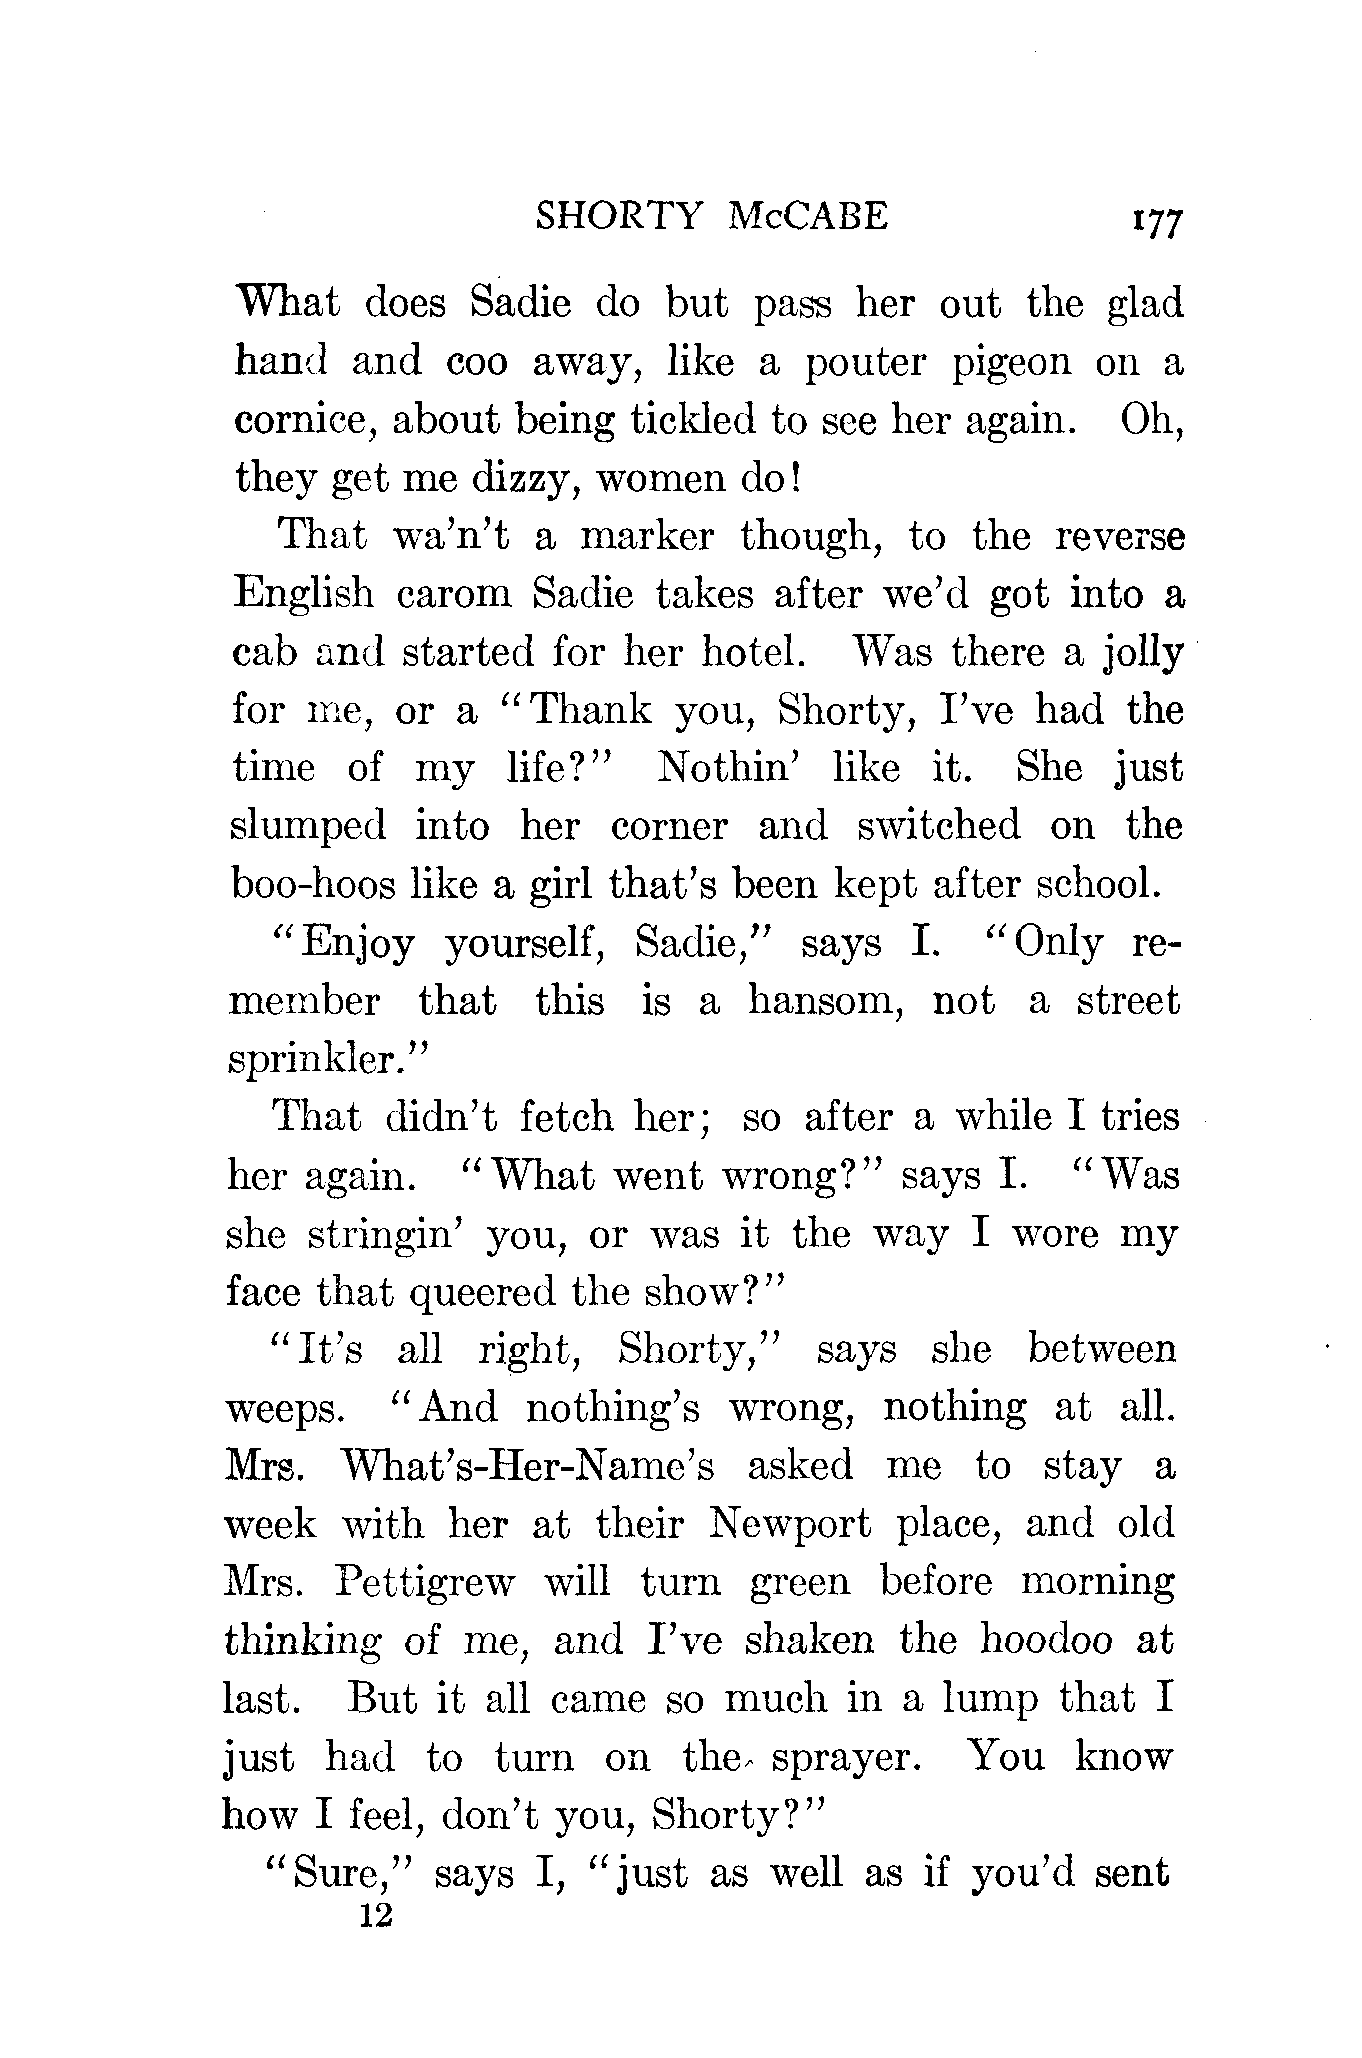 SHORTY McCABE 177
What does Sadie do but pass her out the glad
hand and coo away, like a pouter pigeon on a
cornice, about being tickled to see her again. Oh,
they get me dizzy, women do!
That wa'n't a marker though, to the reverse
English carom Sadie takes after we'd got into a
cab and started for her hotel. Was there a jolly
for me, or a "Thank you, Shorty, I've had the
time of my life?" Nothin' like it. She just
slumped into her corner and switched on the
boo-hoos like a girl that's been kept after school.
"Enjoy yourself, Sadie," says I. "Only re-
member that this is a hansom, not a street
sprinkler."
That didn't fetch her; so after a while I tries
her again. "What went wrong?" says I. "Was
she stringin' you, or was it the way I wore my
face that queered the show?"
"It's all right, Shorty," says she between
weeps. "And nothing's wrong, nothing at all.
Mrs. What's-Her-Name's asked me to stay a
week with her at their Newport place, and old
Mrs. Pettigrew will turn green before morning
thinking of me, and I've shaken the hoodoo at
last. But it all came so much in a lump that I
just had to turn on the sprayer. You know
how I feel, don't you, Shorty?"
"Sure," says I, "just as well as if you'd sent
12